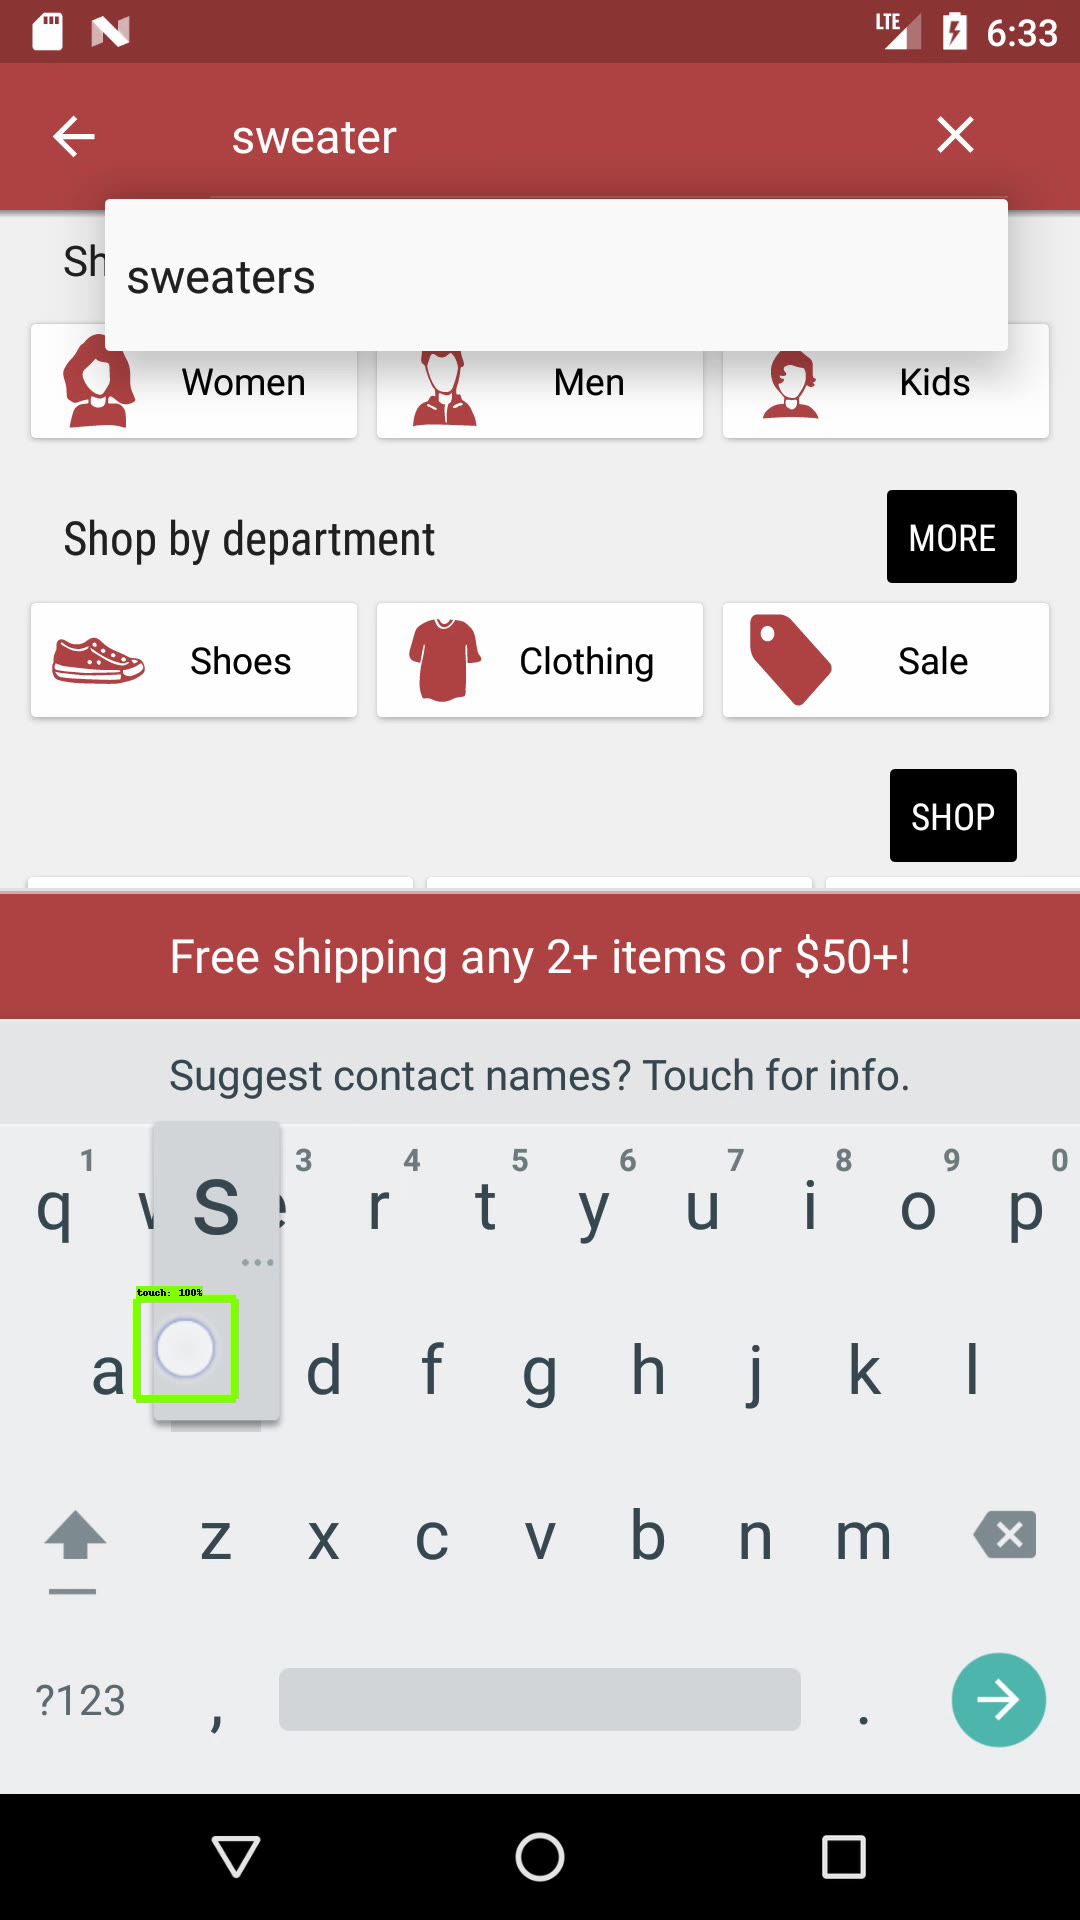 LTE 6:33
sweater
Sh
sweaters
Women Men Kids
Shop by department MORE
Shoes Clothing Sale
SHOP
Free shipping any 2+ items or $50+!
Suggest contact names? Touch for info.
1 3 4 5 6 7 8 9 0
q w s e r t y u i o p
touch: 100%
a d f g h j k l
z x c v b n m
?123 , .